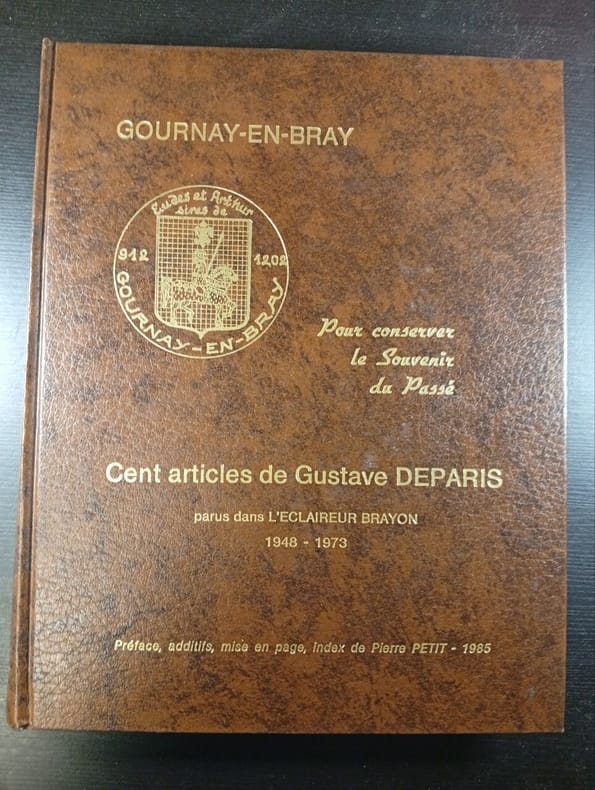 GOURNAY-EN-BRAY
Eudes et Arthur
sires de
912
1202
GOURNAY-EN-BRAY
Pour conserver
le Souvenir
du Passé
Cent articles de Gustave DEPARIS
parus dans L'ECLAIREUR BRAYON
1948 - 1973
Préface, additifs, mise en page, index de Pierre PETIT - 1985